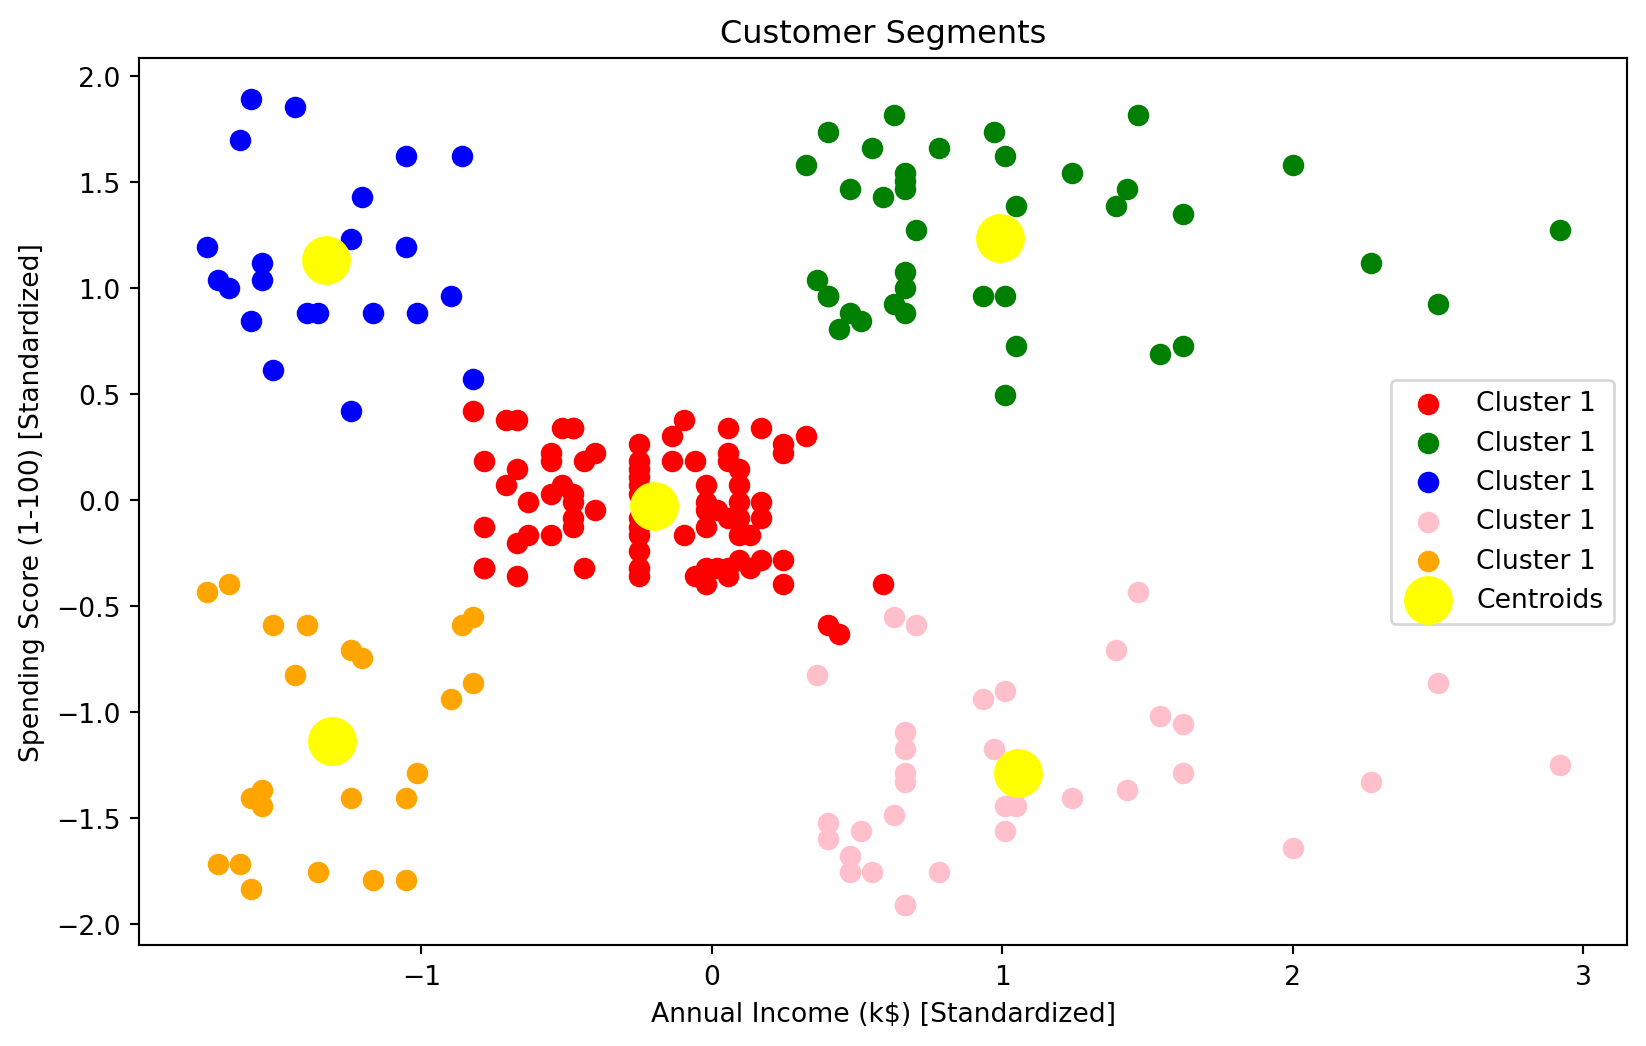 Customer Segments
Spending Score (1-100) [Standardized]
2.0
1.5
1.0
0.5
0.0
−0.5
−1.0
−1.5
−2.0
Cluster 1
Cluster 1
Cluster 1
Cluster 1
Cluster 1
Centroids
−1 0 1 2 3
Annual Income (k$) [Standardized]